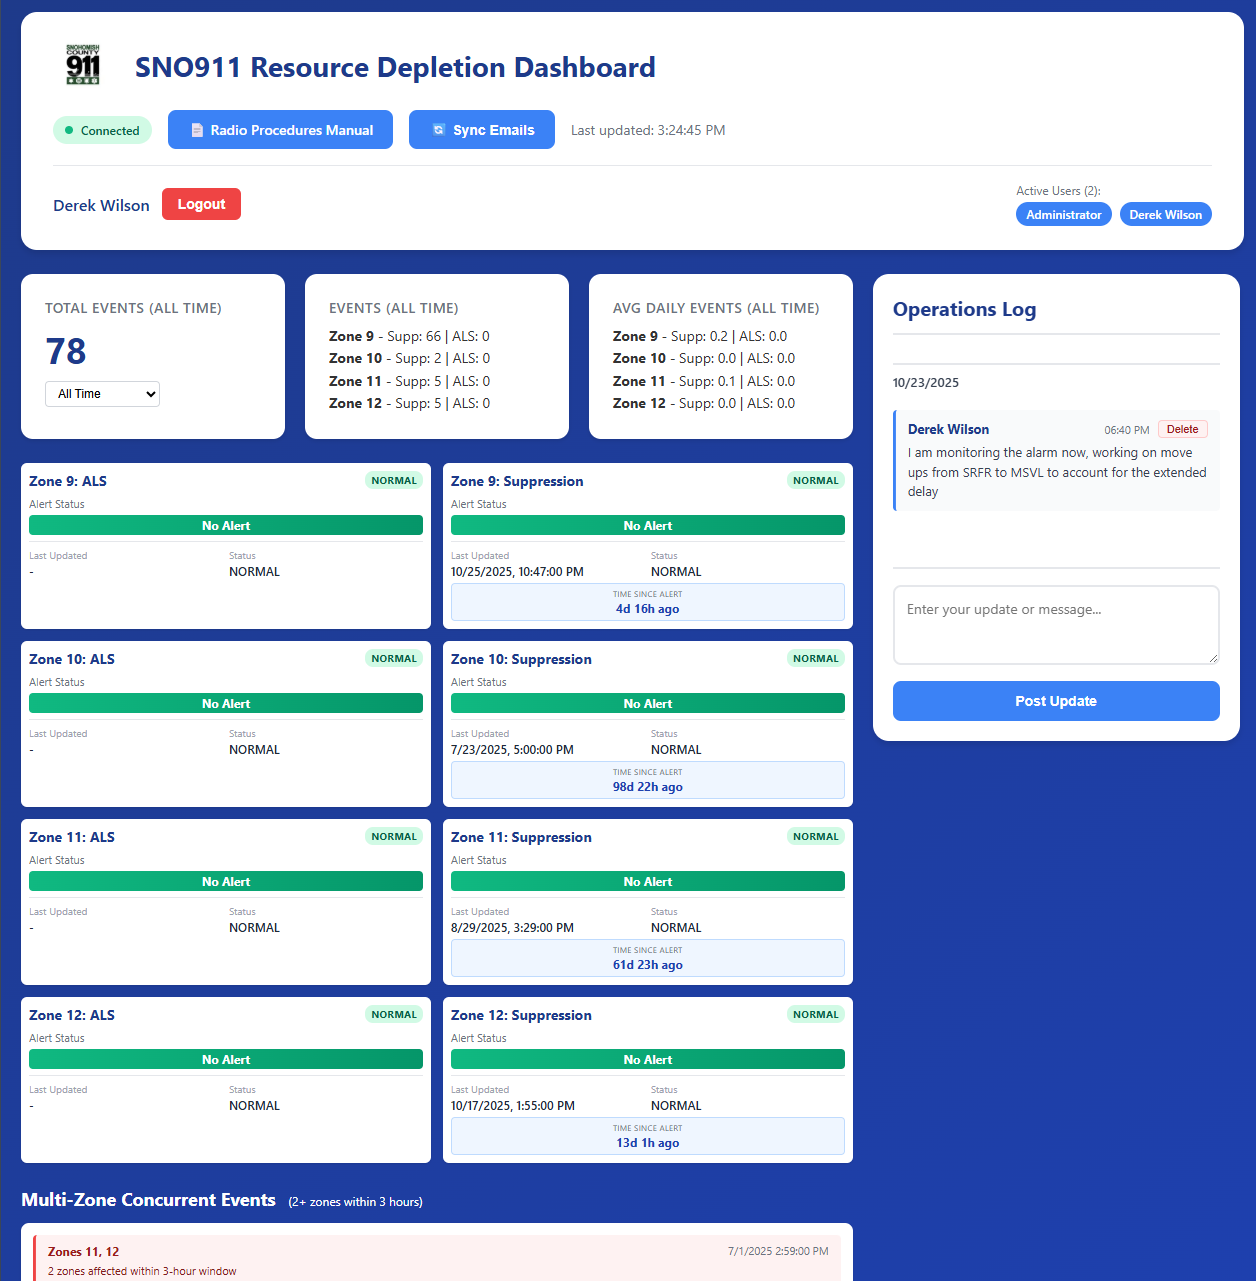 SNOHOMISH
COUNTY
911
SNO911 Resource Depletion Dashboard
Connected
Radio Procedures Manual
Sync Emails
Last updated: 3:24:45 PM
Derek Wilson
Logout
Active Users (2):
Administrator
Derek Wilson
TOTAL EVENTS (ALL TIME)
78
All Time
EVENTS (ALL TIME)
Zone 9 - Supp: 66 | ALS: 0
Zone 10 - Supp: 2 | ALS: 0
Zone 11 - Supp: 5 | ALS: 0
Zone 12 - Supp: 5 | ALS: 0
AVG DAILY EVENTS (ALL TIME)
Zone 9 - Supp: 0.2 | ALS: 0.0
Zone 10 - Supp: 0.0 | ALS: 0.0
Zone 11 - Supp: 0.1 | ALS: 0.0
Zone 12 - Supp: 0.0 | ALS: 0.0
Operations Log
10/23/2025
Derek Wilson
06:40 PM
Delete
I am monitoring the alarm now, working on move
ups from SRFR to MSVL to account for the extended
delay
Enter your update or message...
Post Update
Zone 9: ALS
NORMAL
Alert Status
No Alert
Last Updated
-
Status
NORMAL
Zone 9: Suppression
NORMAL
Alert Status
No Alert
Last Updated
10/25/2025, 10:47:00 PM
Status
NORMAL
TIME SINCE ALERT
4d 16h ago
Zone 10: ALS
NORMAL
Alert Status
No Alert
Last Updated
-
Status
NORMAL
Zone 10: Suppression
NORMAL
Alert Status
No Alert
Last Updated
7/23/2025, 5:00:00 PM
Status
NORMAL
TIME SINCE ALERT
98d 22h ago
Zone 11: ALS
NORMAL
Alert Status
No Alert
Last Updated
-
Status
NORMAL
Zone 11: Suppression
NORMAL
Alert Status
No Alert
Last Updated
8/29/2025, 3:29:00 PM
Status
NORMAL
TIME SINCE ALERT
61d 23h ago
Zone 12: ALS
NORMAL
Alert Status
No Alert
Last Updated
-
Status
NORMAL
Zone 12: Suppression
NORMAL
Alert Status
No Alert
Last Updated
10/17/2025, 1:55:00 PM
Status
NORMAL
TIME SINCE ALERT
13d 1h ago
Multi-Zone Concurrent Events (2+ zones within 3 hours)
Zones 11, 12
7/1/2025 2:59:00 PM
2 zones affected within 3-hour window